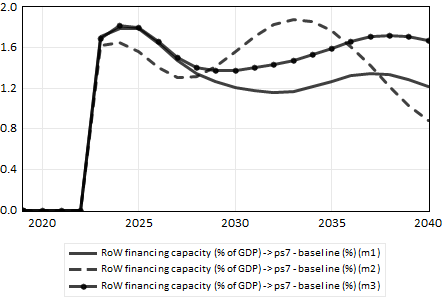 2.0
1.6
1.2
0.8
0.4
0.0
2020 2025 2030 2035 2040
RoW financing capacity (% of GDP) -> ps7 - baseline (%) (m1)
RoW financing capacity (% of GDP) -> ps7 - baseline (%) (m2)
RoW financing capacity (% of GDP) -> ps7 - baseline (%) (m3)